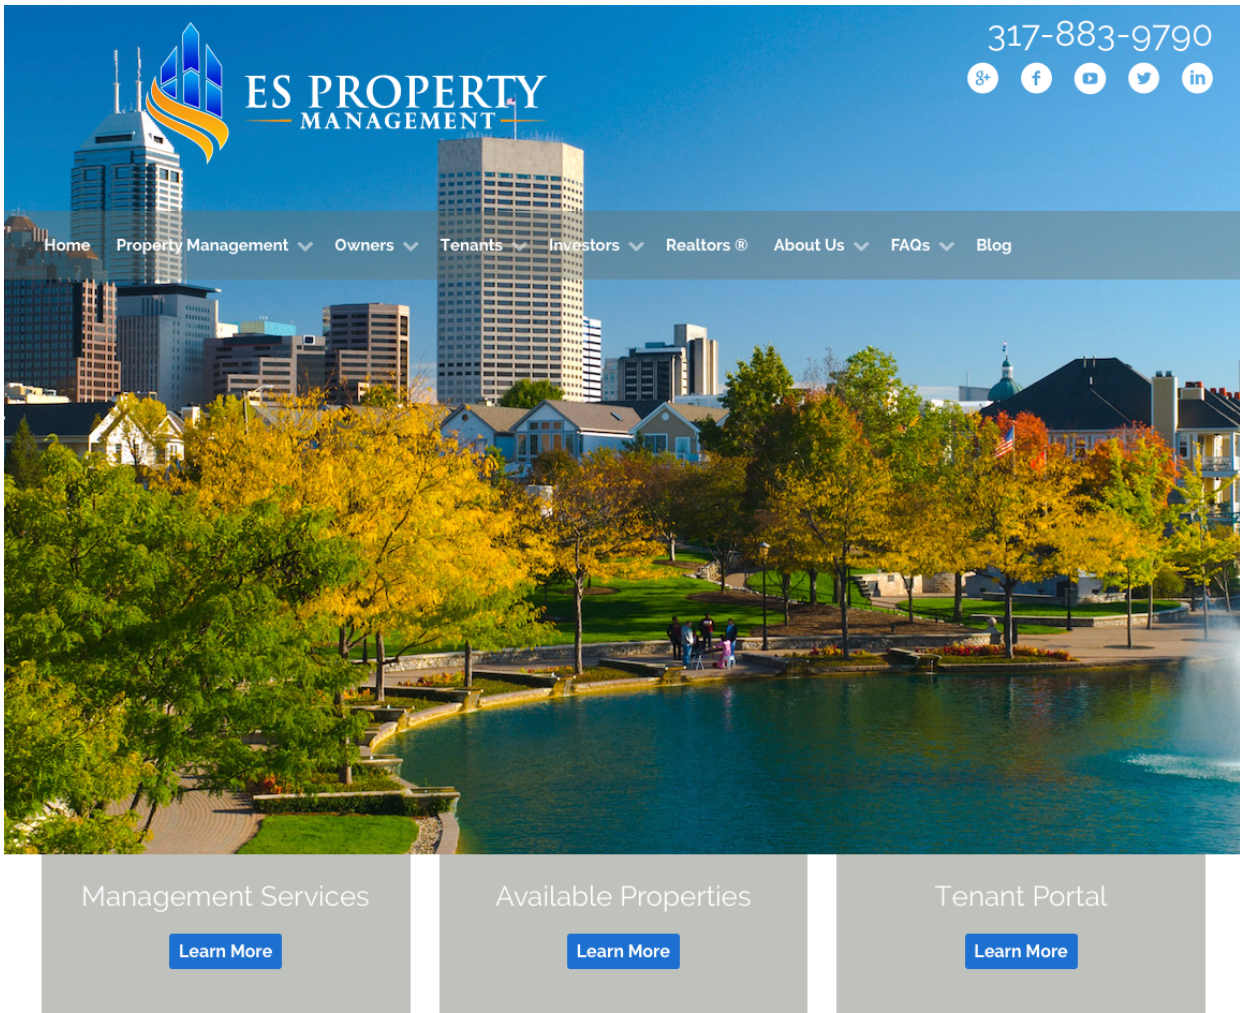 317-883-9790
ES PROPERTY
MANAGEMENT
Home Property Management Owners Tenants Investors Realtors ® About Us FAQs Blog
Management Services Available Properties Tenant Portal
Learn More Learn More Learn More